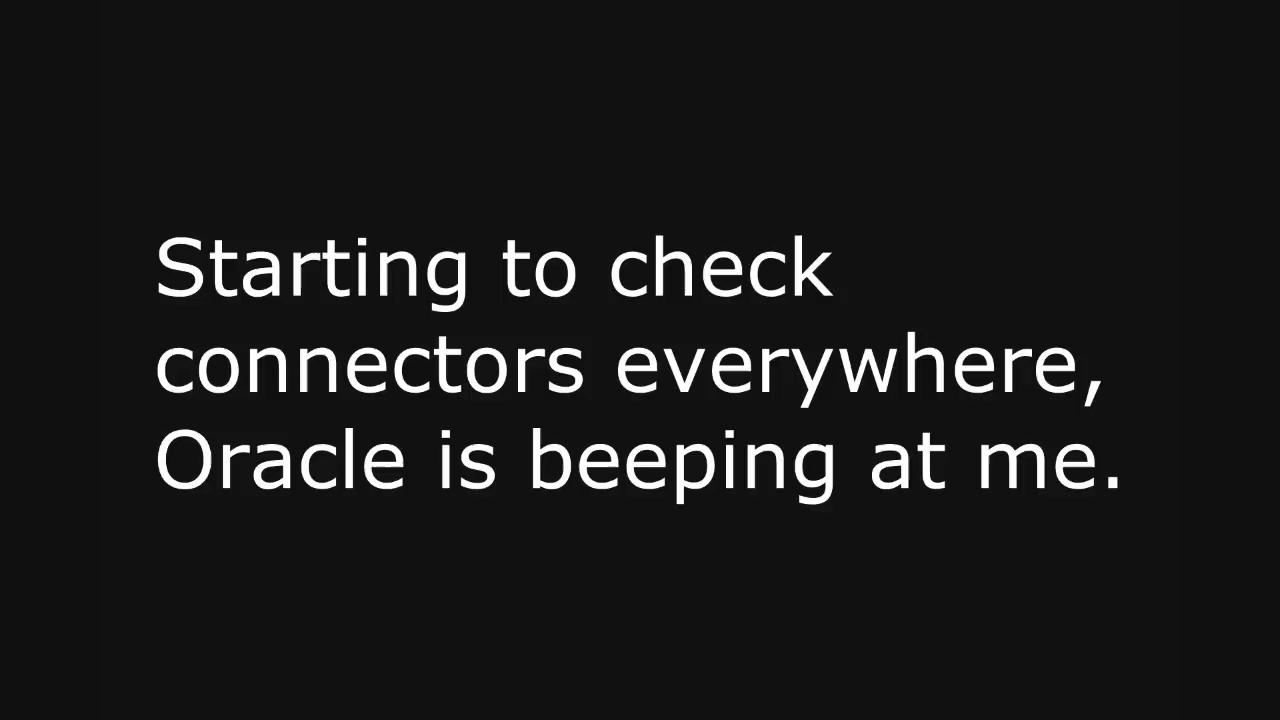 Starting to check
connectors everywhere,
Oracle is beeping at me.